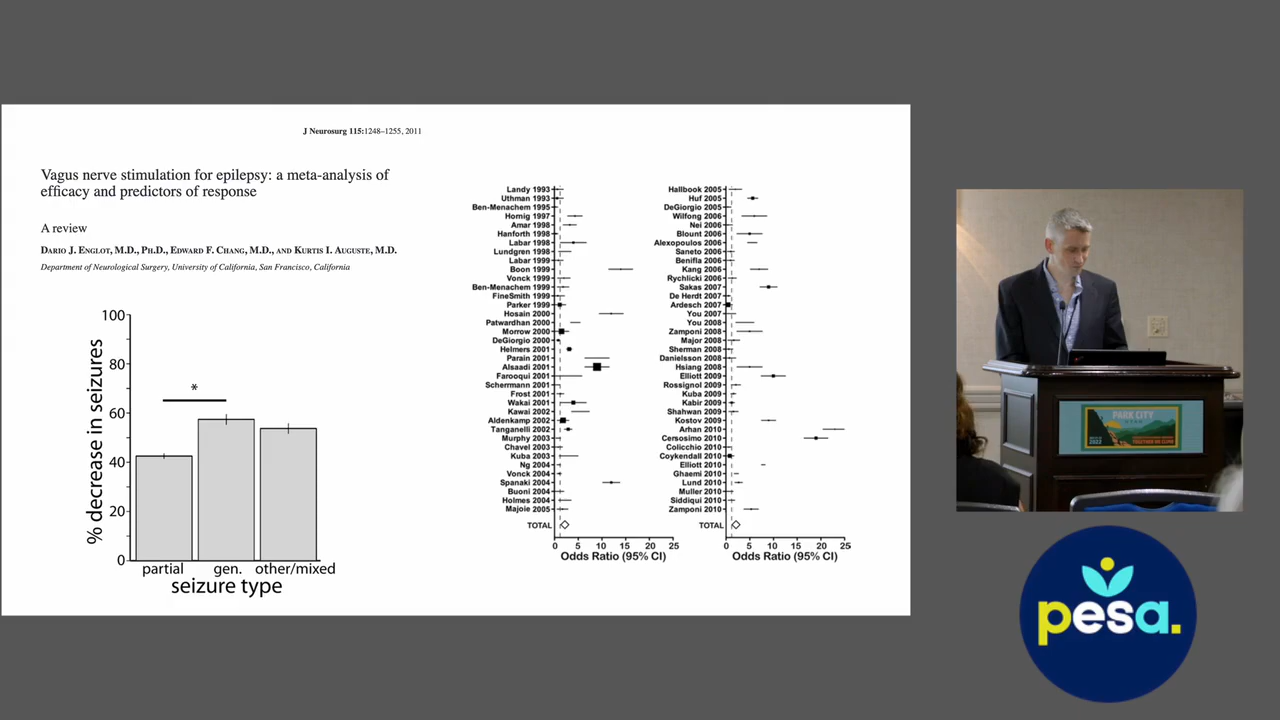 J Neurosurg 115:1248–1255, 2011
Vagus nerve stimulation for epilepsy: a meta-analysis of
efficacy and predictors of response
A review
Dario J. Englot, M.D., Ph.D., Edward F. Chang, M.D., and Kurtis I. Auguste, M.D.
Department of Neurological Surgery, University of California, San Francisco, California
% decrease in seizures
100
80
60
40
20
0
*
partial gen. other/mixed
seizure type
Landy 1993
Uthman 1993
Ben-Menachem 1995
Hornig 1997
Amar 1998
Hanforth 1998
Labar 1998
Lundgren 1998
Labar 1999
Boon 1999
Vonck 1999
Ben-Menachem 1999
FineSmith 1999
Parker 1999
Hosain 2000
Patwardhan 2000
Morrow 2000
DeGiorgio 2000
Helmers 2001
Parain 2001
Alsaadi 2001
Farooqui 2001
Schermann 2001
Frost 2001
Wakai 2001
Kawai 2002
Aldenkamp 2002
Tanganelli 2002
Murphy 2003
Chavel 2003
Kuba 2003
Ng 2004
Vonck 2004
Spanaki 2004
Buoni 2004
Holmes 2004
Majoie 2005
TOTAL
0 5 10 15 20 25
Odds Ratio (95% CI)
Hallbook 2005
Huf 2005
DeGiorgio 2005
Wilfong 2006
Nei 2006
Blount 2006
Alexopoulos 2006
Saneto 2006
Benifla 2006
Kang 2006
Rychlicki 2006
Sakas 2007
De Herdt 2007
Ardesch 2007
You 2007
You 2008
Zamponi 2008
Major 2008
Sherman 2008
Danielsson 2008
Hsiang 2008
Elliott 2009
Rossignol 2009
Kuba 2009
Kabir 2009
Shahwan 2009
Kostov 2009
Arhan 2010
Cersosimo 2010
Colicchio 2010
Coykendall 2010
Elliott 2010
Ghaemi 2010
Lund 2010
Muller 2010
Siddiqui 2010
Zamponi 2010
TOTAL
0 5 10 15 20 25
Odds Ratio (95% CI)
PARK CITY
UTAH
2022
TOGETHER WE CLIMB
pesa.